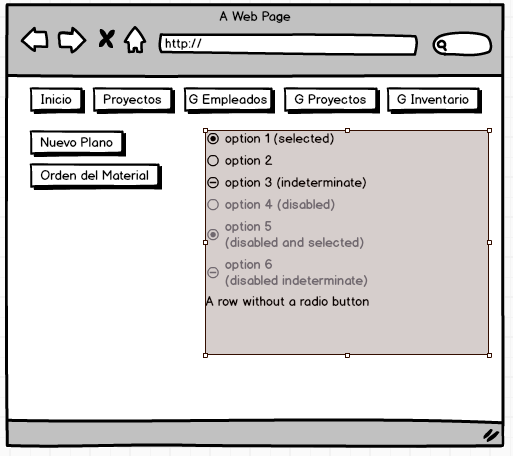 A Web Page
http://
Inicio Proyectos G Empleados G Proyectos G Inventario
Nuevo Plano
Orden del Material
option 1 (selected)
option 2
option 3 (indeterminate)
option 4 (disabled)
option 5
(disabled and selected)
option 6
(disabled indeterminate)
A row without a radio button